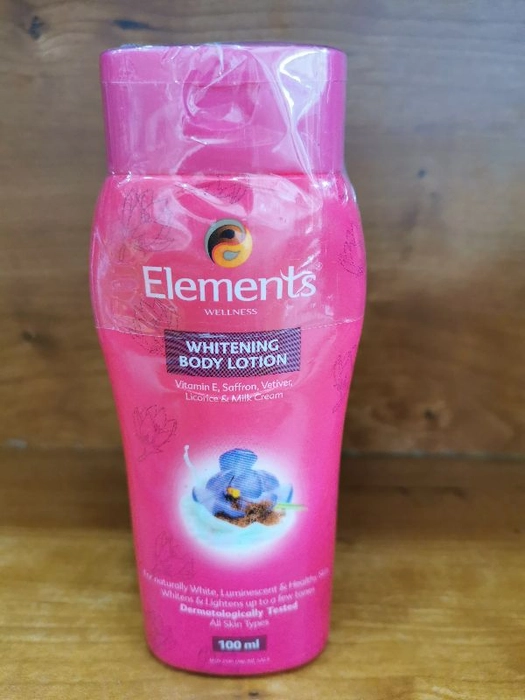 Elements
WELLNESS
WHITENING
BODY LOTION
Vitamin E, Saffron, Vetiver,
Licorice & Milk Cream
For naturally White, Luminescent & Healthy Skin
Whitens & Lightens up to a few tones
Dermatologically Tested
All Skin Types
100 ml